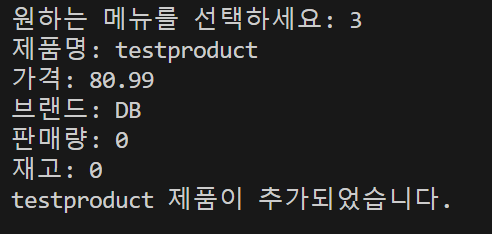 원하는 메뉴를 선택하세요: 3
제품명: testproduct
가격: 80.99
브랜드: DB
판매량: 0
재고: 0
testproduct 제품이 추가되었습니다.